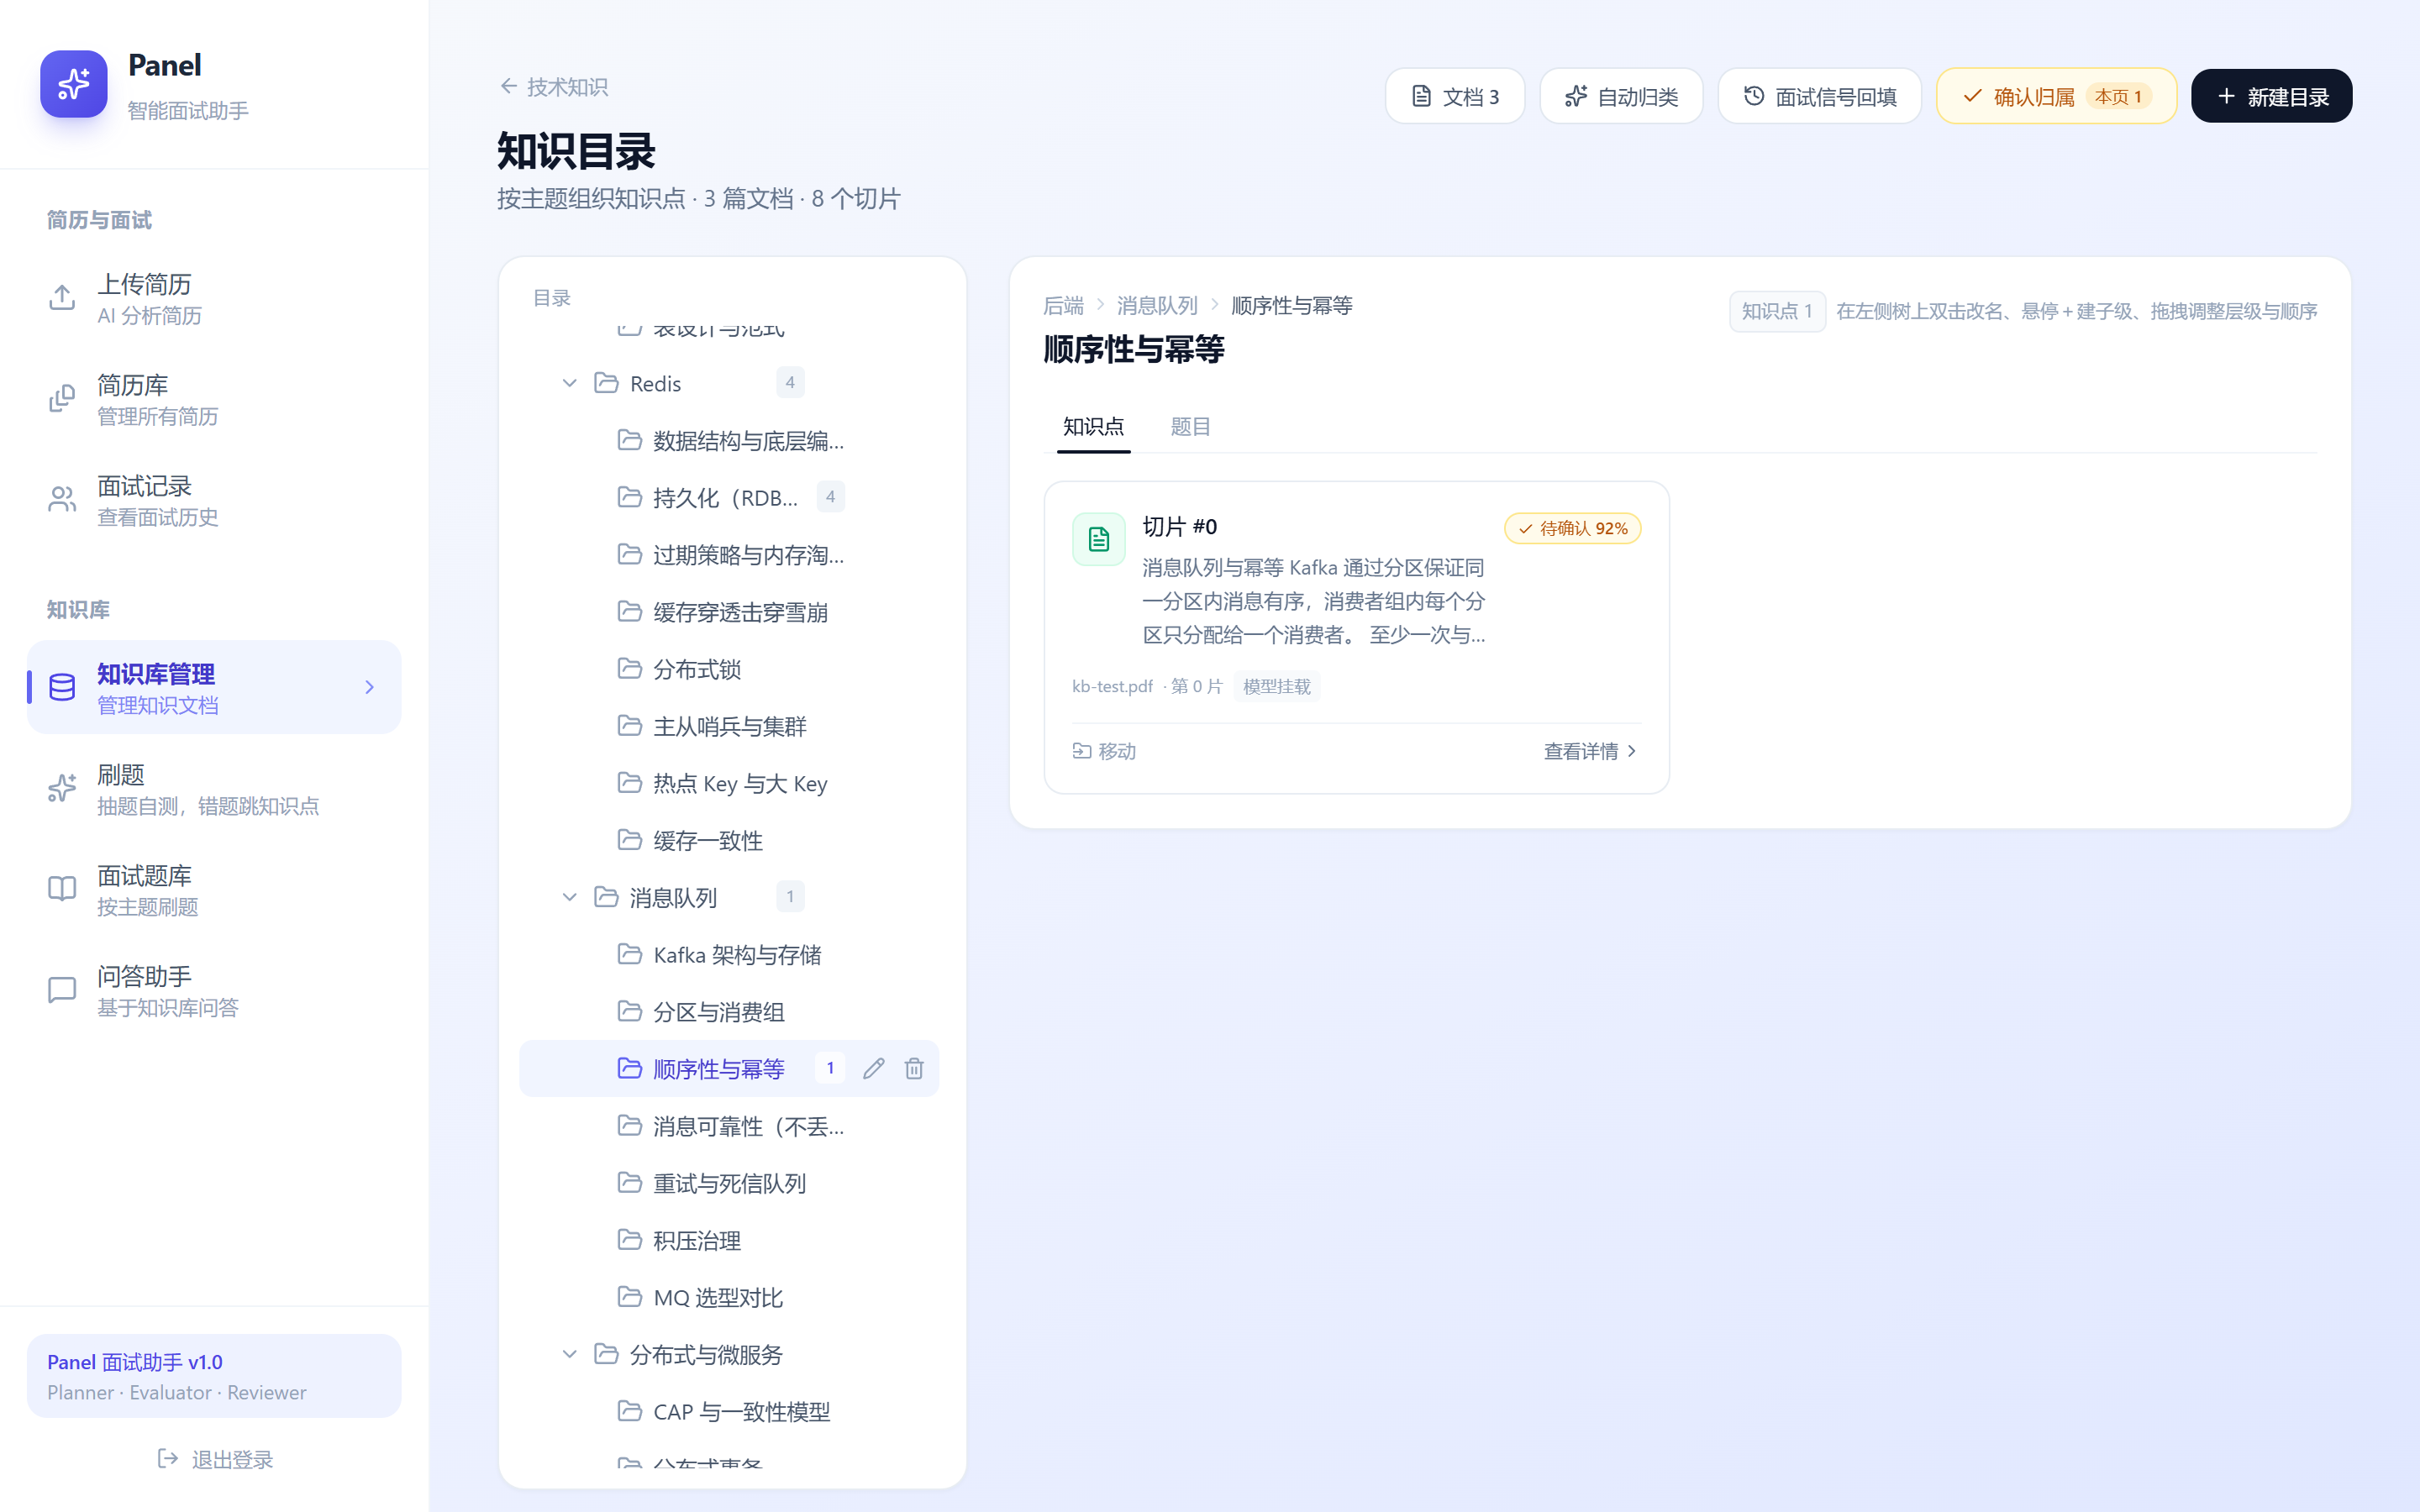 Panel
智能面试助手
简历与面试
上传简历
AI 分析简历
简历库
管理所有简历
面试记录
查看面试历史
知识库
知识库管理
管理知识文档
刷题
抽题自测，错题跳知识点
面试题库
按主题刷题
问答助手
基于知识库问答
Panel 面试助手 v1.0
Planner · Evaluator · Reviewer
退出登录
技术知识
知识目录
按主题组织知识点 · 3 篇文档 · 8 个切片
文档 3
自动归类
面试信号回填
确认归属 本页 1
新建目录
目录
表设计与范式
Redis 4
数据结构与底层编...
持久化（RDB... 4
过期策略与内存淘...
缓存穿透击穿雪崩
分布式锁
主从哨兵与集群
热点 Key 与大 Key
缓存一致性
消息队列 1
Kafka 架构与存储
分区与消费组
顺序性与幂等 1
消息可靠性（不丢...
重试与死信队列
积压治理
MQ 选型对比
分布式与微服务
CAP 与一致性模型
分布式事务
后端 > 消息队列 > 顺序性与幂等
顺序性与幂等
知识点 1 在左侧树上双击改名、悬停 + 建子级、拖拽调整层级与顺序
知识点 题目
切片 #0
待确认 92%
消息队列与幂等 Kafka 通过分区保证同
一分区内消息有序，消费者组内每个分
区只分配给一个消费者。 至少一次与...
kb-test.pdf · 第 0 片 模型挂载
移动
查看详情